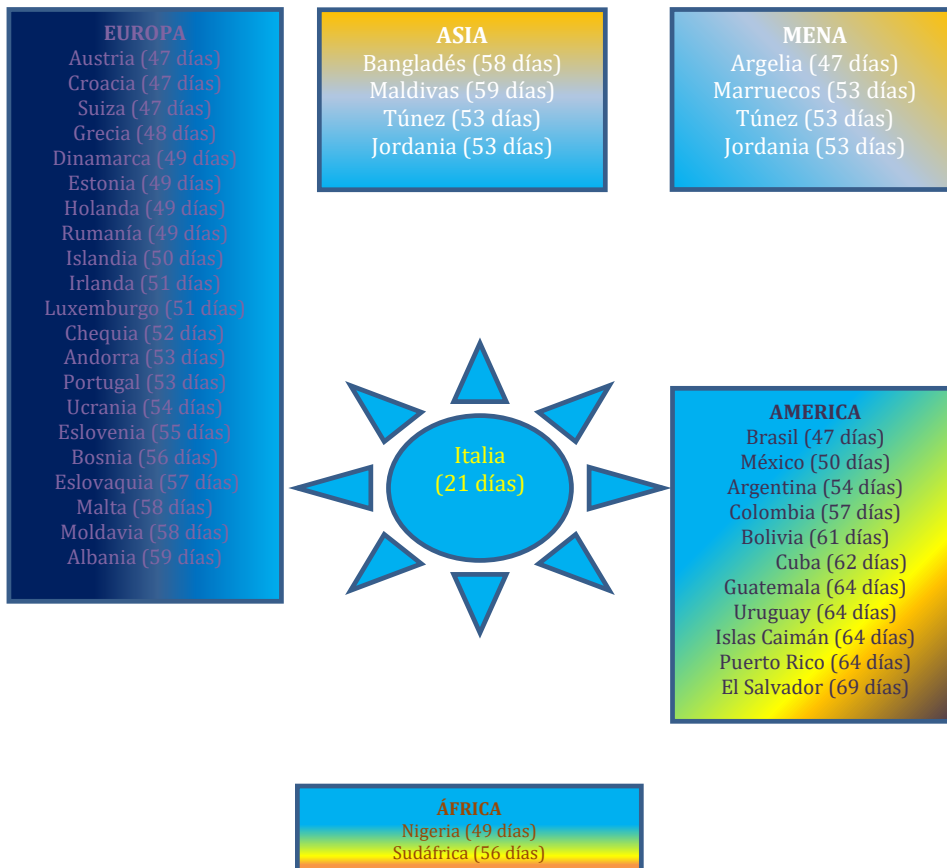 EUROPA
Austria (47 días)
Croacia (47 días)
Suiza (47 días)
Grecia (48 días)
Dinamarca (49 días)
Estonia (49 días)
Holanda (49 días)
Rumanía (49 días)
Islandia (50 días)
Irlanda (51 días)
Luxemburgo (51 días)
Chequia (52 días)
Andorra (53 días)
Portugal (53 días)
Ucrania (54 días)
Eslovenia (55 días)
Bosnia (56 días)
Eslovaquia (57 días)
Malta (58 días)
Moldavia (58 días)
Albania (59 días)
ASIA
Bangladés (58 días)
Maldivas (59 días)
Túnez (53 días)
Jordania (53 días)
MENA
Argelia (47 días)
Marruecos (53 días)
Túnez (53 días)
Jordania (53 días)
Italia
(21 días)
AMERICA
Brasil (47 días)
México (50 días)
Argentina (54 días)
Colombia (57 días)
Bolivia (61 días)
Cuba (62 días)
Guatemala (64 días)
Uruguay (64 días)
Islas Caimán (64 días)
Puerto Rico (64 días)
El Salvador (69 días)
ÁFRICA
Nigeria (49 días)
Sudáfrica (56 días)